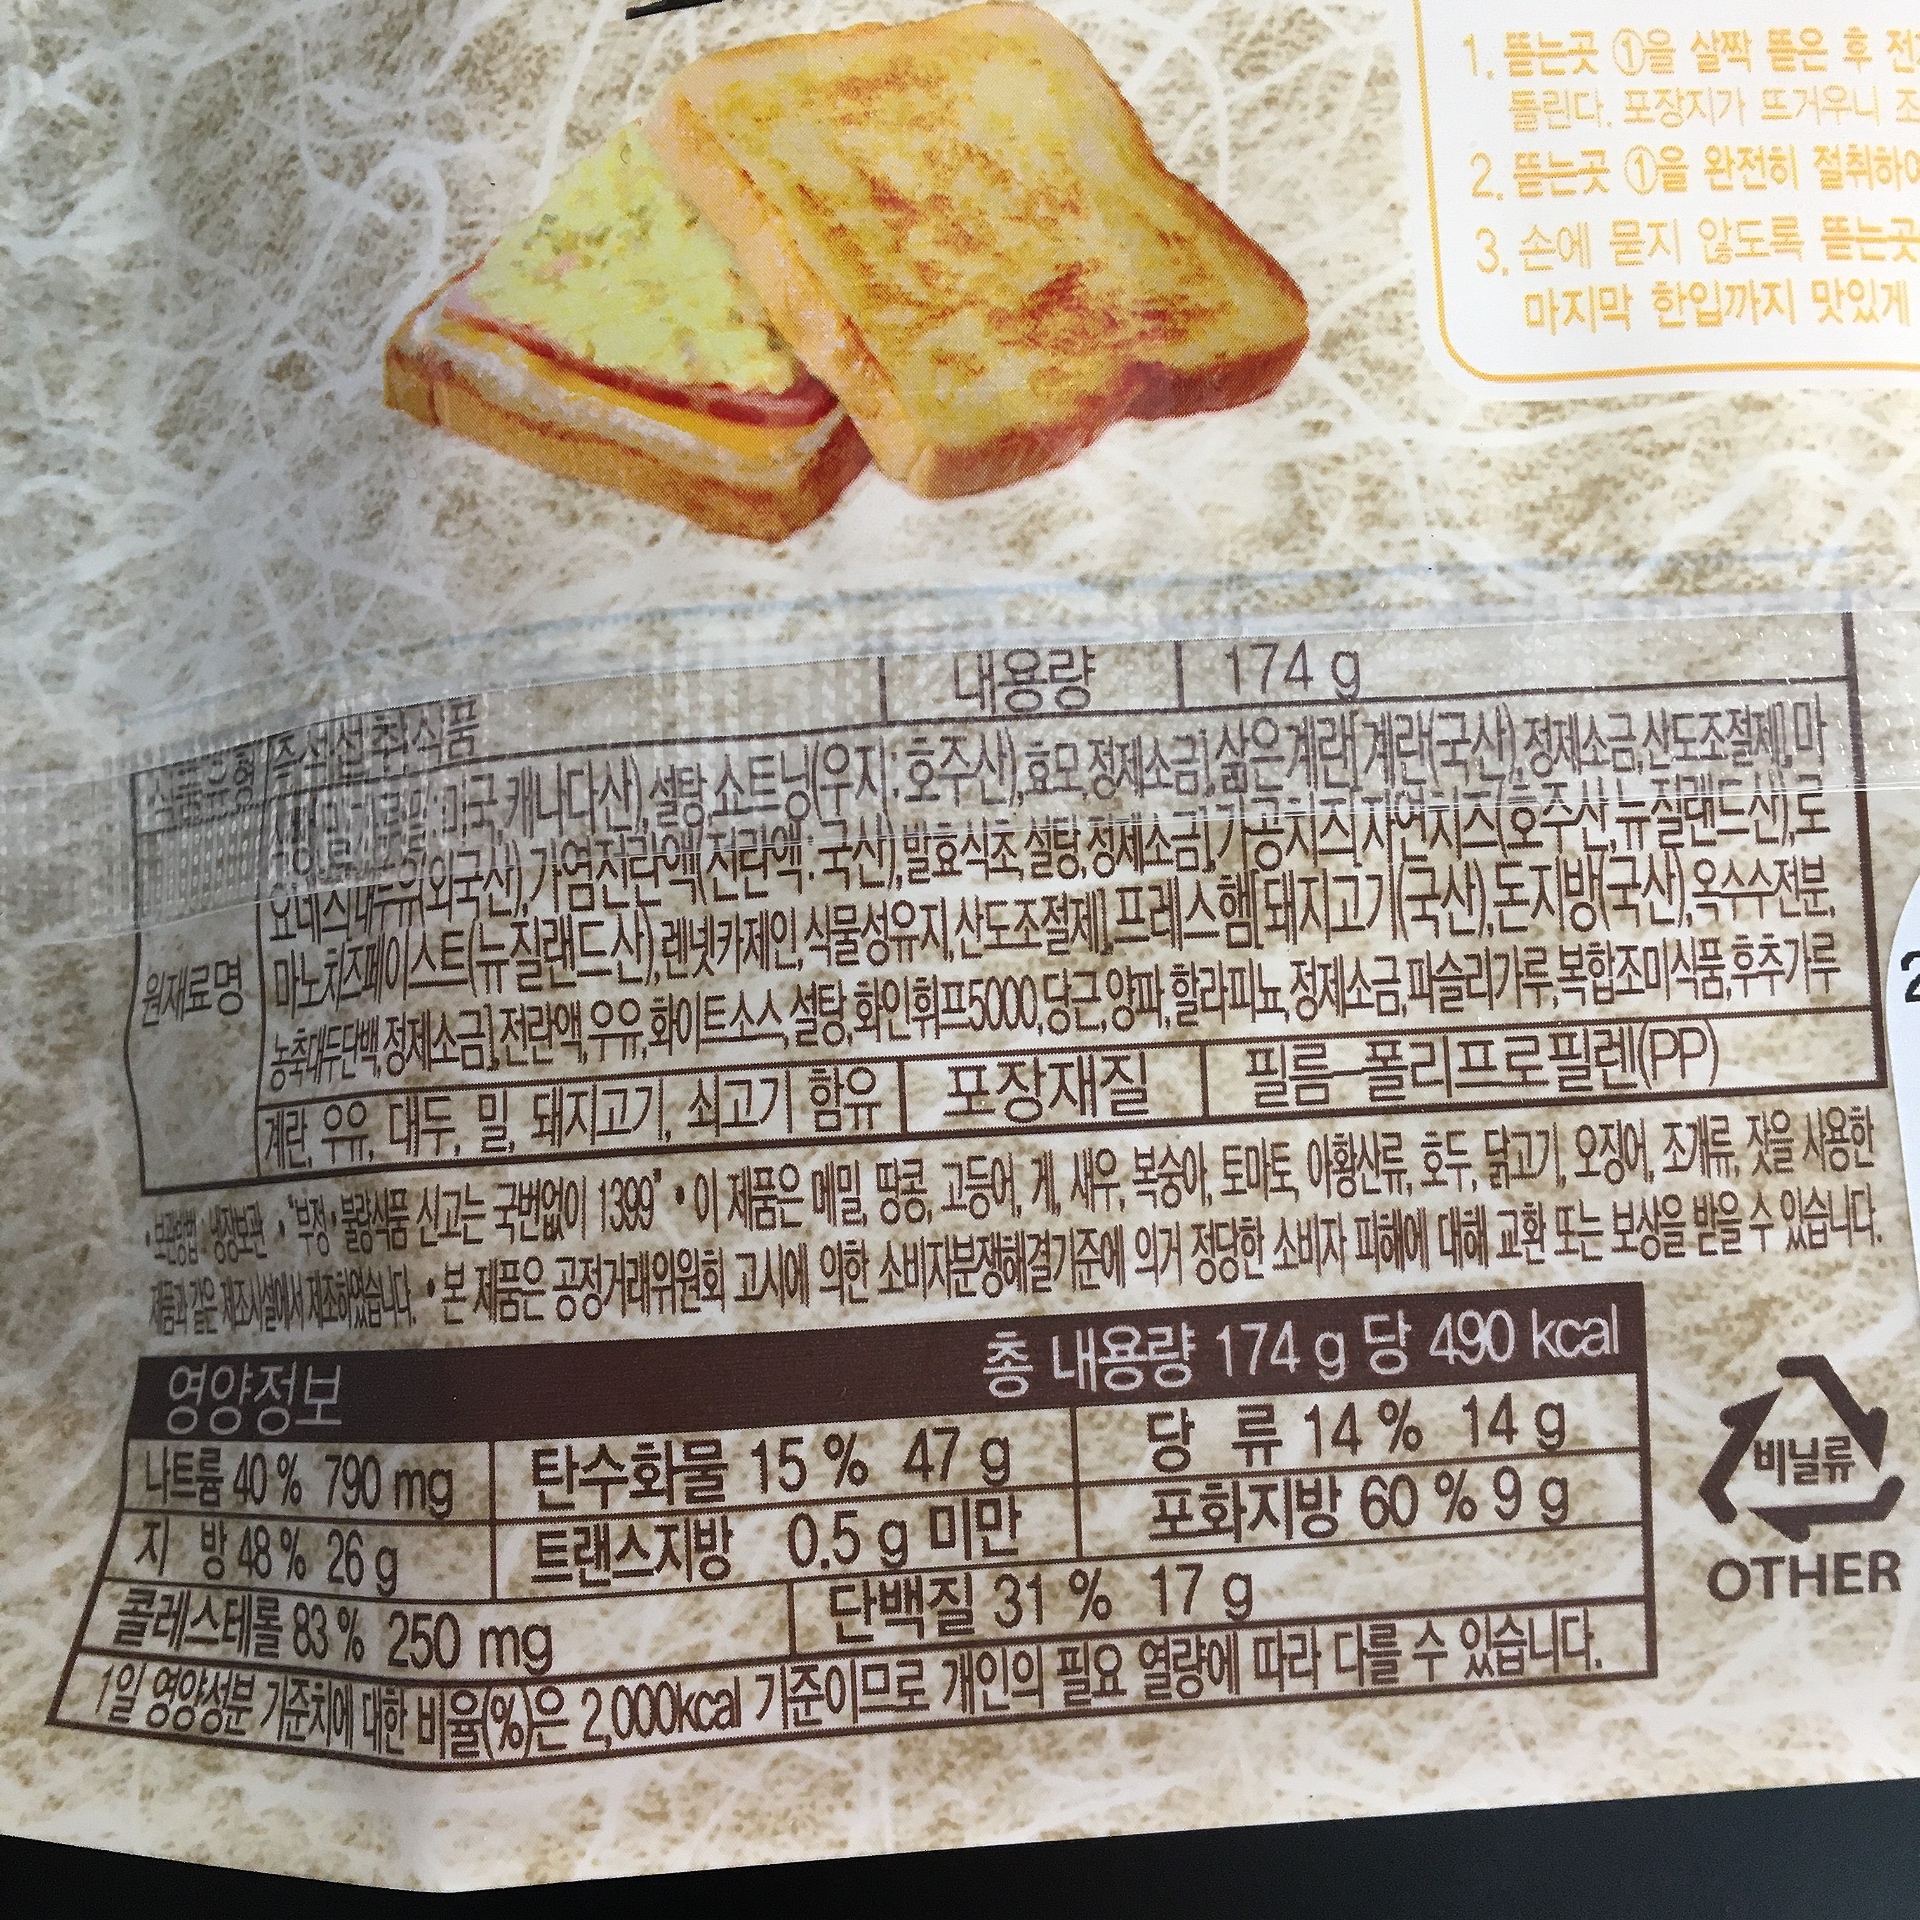 1. 뜯는곳 ①을 살짝 뜯은 후
돌린다. 포장지가 뜨거우니
2. 뜯는곳 ①을 완전히 절취하여
3. 손에 묻지 않도록 뜯는곳
마지막 한입까지 맛있게
내용량 174 g
식품유형 즉석섭취식품
미국,캐나다산),설탕,쇼트닝(우지:호주산),효모,정제소금],삶은계란[계란(국산),정제소금,산도조절제],마
요네즈[대두유(외국산),가염전란액(전란액:국산),발효식초,설탕,정제소금],가공치즈[자연치즈(호주산,뉴질랜드산),로
마노치즈페이스트(뉴질랜드산),렌넷카제인,식물성유지,산도조절제],프레스햄[돼지고기(국산),돈지방(국산),옥수수전분,
원재료명
농축대두단백,정제소금],전란액,우유,화이트소스,설탕,화인휘프5000,당근,양파,할라피뇨,정제소금,파슬리가루,복합조미식품,후추가루
계란, 우유, 대두, 밀, 돼지고기, 쇠고기 함유 포장재질 필름-폴리프로필렌(PP)
•보관방법:냉장보관 •"부정•불량식품 신고는 국번없이 1399" •이 제품은 메밀, 땅콩, 고등어, 게, 새우, 복숭아, 토마토, 아황산류, 호두, 닭고기, 오징어, 조개류, 잣을 사용한
제품과 같은 제조시설에서 제조하였습니다. •본 제품은 공정거래위원회 고시에 의한 소비자분쟁해결기준에 의거 정당한 소비자 피해에 대해 교환 또는 보상을 받을 수 있습니다.
영양정보 총 내용량 174 g 당 490 kcal
나트륨 40 % 790 mg 탄수화물 15 % 47 g 당 류 14 % 14 g
지 방 48 % 26 g 트랜스지방 0.5 g 미만 포화지방 60 % 9 g
콜레스테롤 83 % 250 mg 단백질 31 % 17 g
1일 영양성분 기준치에 대한 비율(%)은 2,000kcal 기준이므로 개인의 필요 열량에 따라 다를 수 있습니다.
비닐류
OTHER